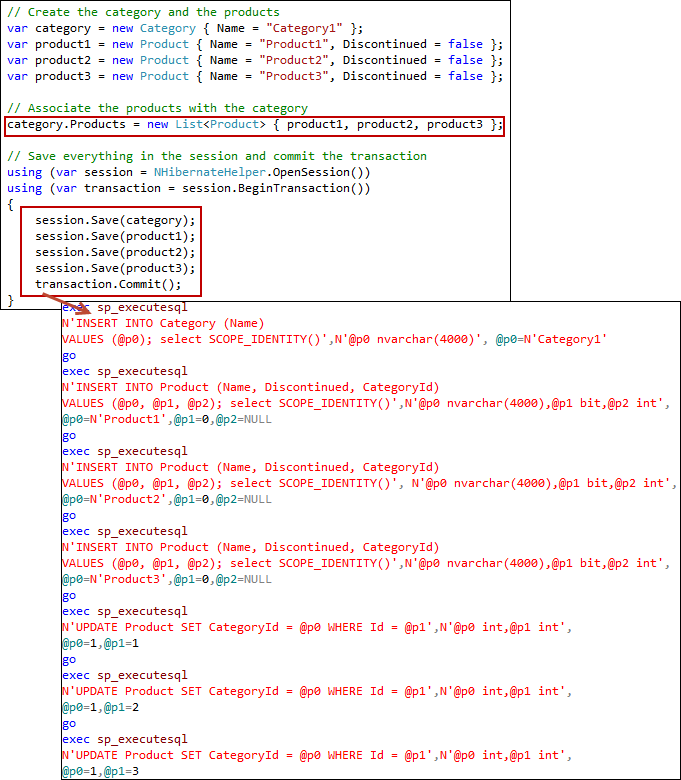 // Create the category and the products
var category = new Category { Name = "Category1" };
var product1 = new Product { Name = "Product1", Discontinued = false };
var product2 = new Product { Name = "Product2", Discontinued = false };
var product3 = new Product { Name = "Product3", Discontinued = false };

// Associate the products with the category
category.Products = new List<Product> { product1, product2, product3 };

// Save everything in the session and commit the transaction
using (var session = NHibernateHelper.OpenSession())
using (var transaction = session.BeginTransaction())
{
    session.Save(category);
    session.Save(product1);
    session.Save(product2);
    session.Save(product3);
    transaction.Commit();
}
exec sp_executesql
N'INSERT INTO Category (Name)
VALUES (@p0); select SCOPE_IDENTITY()',N'@p0 nvarchar(4000)', @p0=N'Category1'
go
exec sp_executesql
N'INSERT INTO Product (Name, Discontinued, CategoryId)
VALUES (@p0, @p1, @p2); select SCOPE_IDENTITY()',N'@p0 nvarchar(4000),@p1 bit,@p2 int',
@p0=N'Product1',@p1=0,@p2=NULL
go
exec sp_executesql
N'INSERT INTO Product (Name, Discontinued, CategoryId)
VALUES (@p0, @p1, @p2); select SCOPE_IDENTITY()', N'@p0 nvarchar(4000),@p1 bit,@p2 int',
@p0=N'Product2',@p1=0,@p2=NULL
go
exec sp_executesql
N'INSERT INTO Product (Name, Discontinued, CategoryId)
VALUES (@p0, @p1, @p2); select SCOPE_IDENTITY()',N'@p0 nvarchar(4000),@p1 bit,@p2 int',
@p0=N'Product3',@p1=0,@p2=NULL
go
exec sp_executesql
N'UPDATE Product SET CategoryId = @p0 WHERE Id = @p1',N'@p0 int,@p1 int',
@p0=1,@p1=1
go
exec sp_executesql
N'UPDATE Product SET CategoryId = @p0 WHERE Id = @p1',N'@p0 int,@p1 int',
@p0=1,@p1=2
go
exec sp_executesql
N'UPDATE Product SET CategoryId = @p0 WHERE Id = @p1',N'@p0 int,@p1 int',
@p0=1,@p1=3